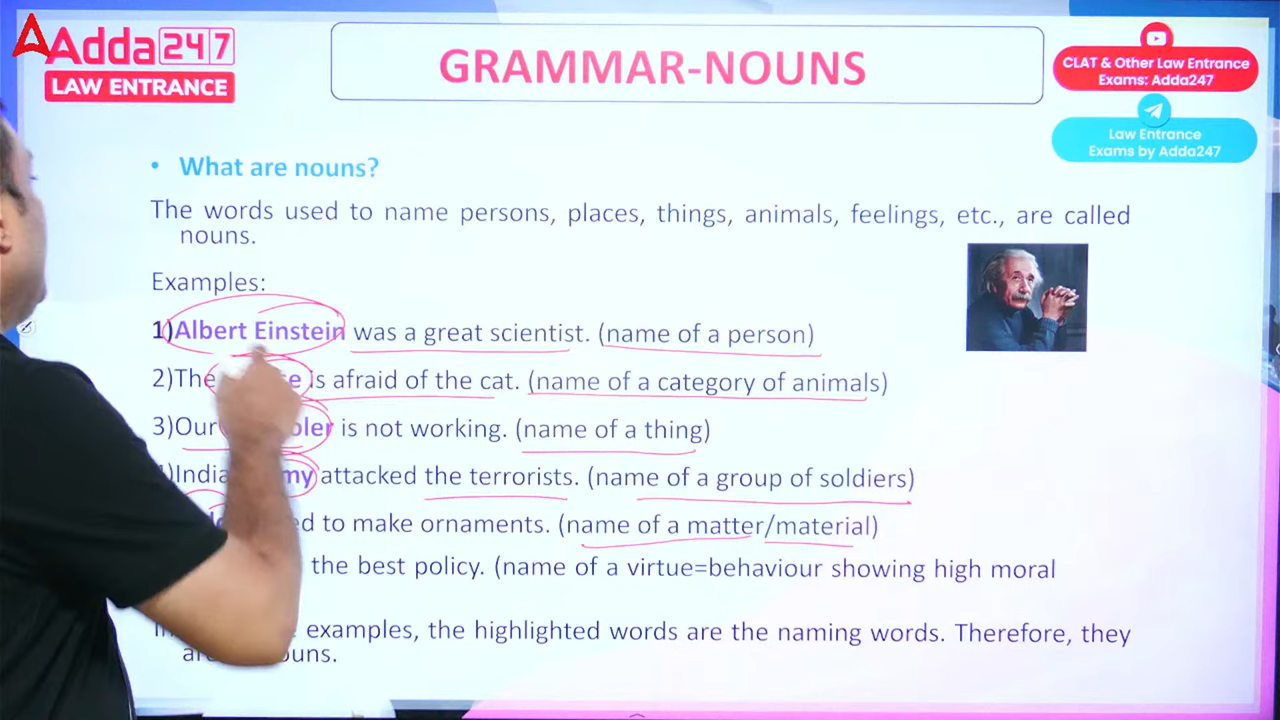 Adda247
LAW ENTRANCE
GRAMMAR-NOUNS
CLAT & Other Law Entrance
Exams: Adda247
Law Entrance
Exams by Adda247
• What are nouns?
The words used to name persons, places, things, animals, feelings, etc., are called
nouns.
Examples:
1)Albert Einstein was a great scientist. (name of a person)
2)The is afraid of the cat. (name of a category of animals)
3)Our is not working. (name of a thing)
attacked the terrorists. (name of a group of soldiers)
to make ornaments. (name of a matter/material)
the best policy. (name of a virtue=behaviour showing high moral
examples, the highlighted words are the naming words. Therefore, they